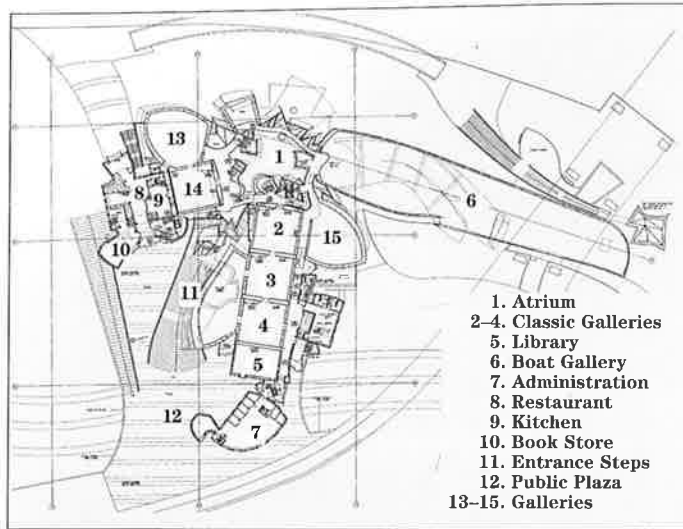 13
1
14
8
9
6
2
10
15
3
11
4
5
12
7
1. Atrium
2–4. Classic Galleries
5. Library
6. Boat Gallery
7. Administration
8. Restaurant
9. Kitchen
10. Book Store
11. Entrance Steps
12. Public Plaza
13–15. Galleries